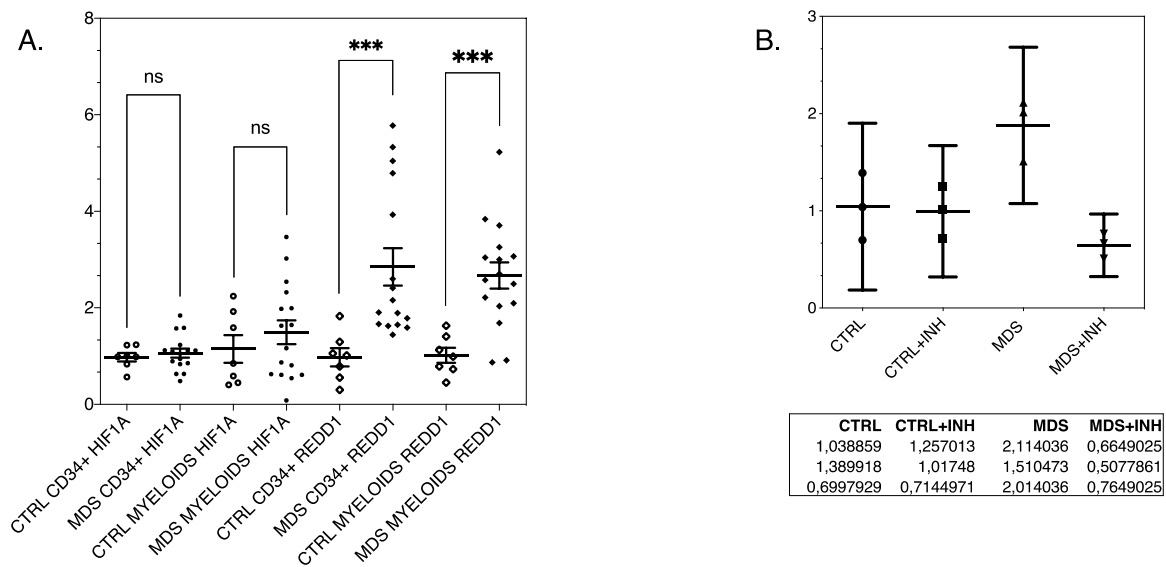 A.
8
6
4
2
0
ns
ns
***
***
CTRL CD34+ HIF1A
MDS CD34+ HIF1A
CTRL MYELOIDS HIF1A
MDS MYELOIDS HIF1A
CTRL CD34+ REDD1
MDS CD34+ REDD1
CTRL MYELOIDS REDD1
MDS MYELOIDS REDD1
B.
3
2
1
0
CTRL
CTRL+INH
MDS
MDS+INH
CTRL CTRL+INH MDS MDS+INH
1,038859 1,257013 2,114036 0,6649025
1,389918 1,01748 1,510473 0,5077861
0,6997929 0,7144971 2,014036 0,7649025